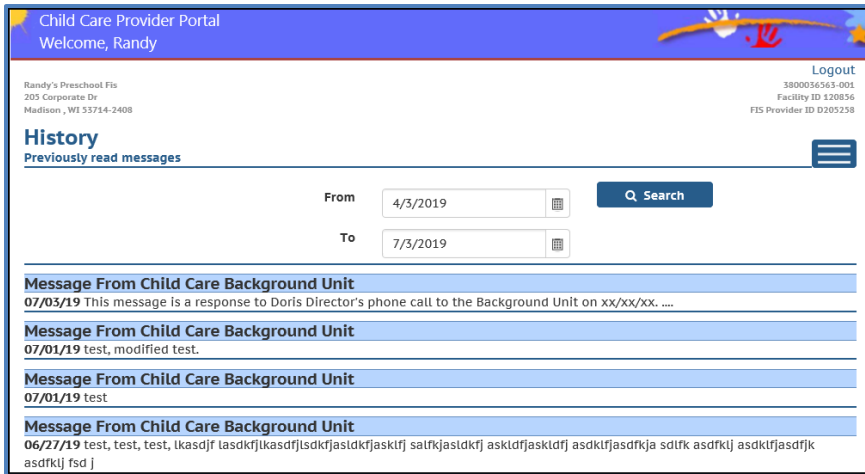 Child Care Provider Portal
Welcome, Randy
Logout
Randy's Preschool Fis
205 Corporate Dr
Madison , WI 53714-2408
3800036563-001
Facility ID 120856
FIS Provider ID D205258
History
Previously read messages
From 4/3/2019 Search
To 7/3/2019
Message From Child Care Background Unit
07/03/19 This message is a response to Doris Director's phone call to the Background Unit on xx/xx/xx. ....
Message From Child Care Background Unit
07/01/19 test, modified test.
Message From Child Care Background Unit
07/01/19 test
Message From Child Care Background Unit
06/27/19 test, test, test, lkasdjf lasdkfjlkasdfjlsdkfjasldkfjasklfj salfkjasldkfj askldfjaskldfj asdklfjasdfkja sdlfk asdfklj asdklfjasdfjk
asdfklj fsd j